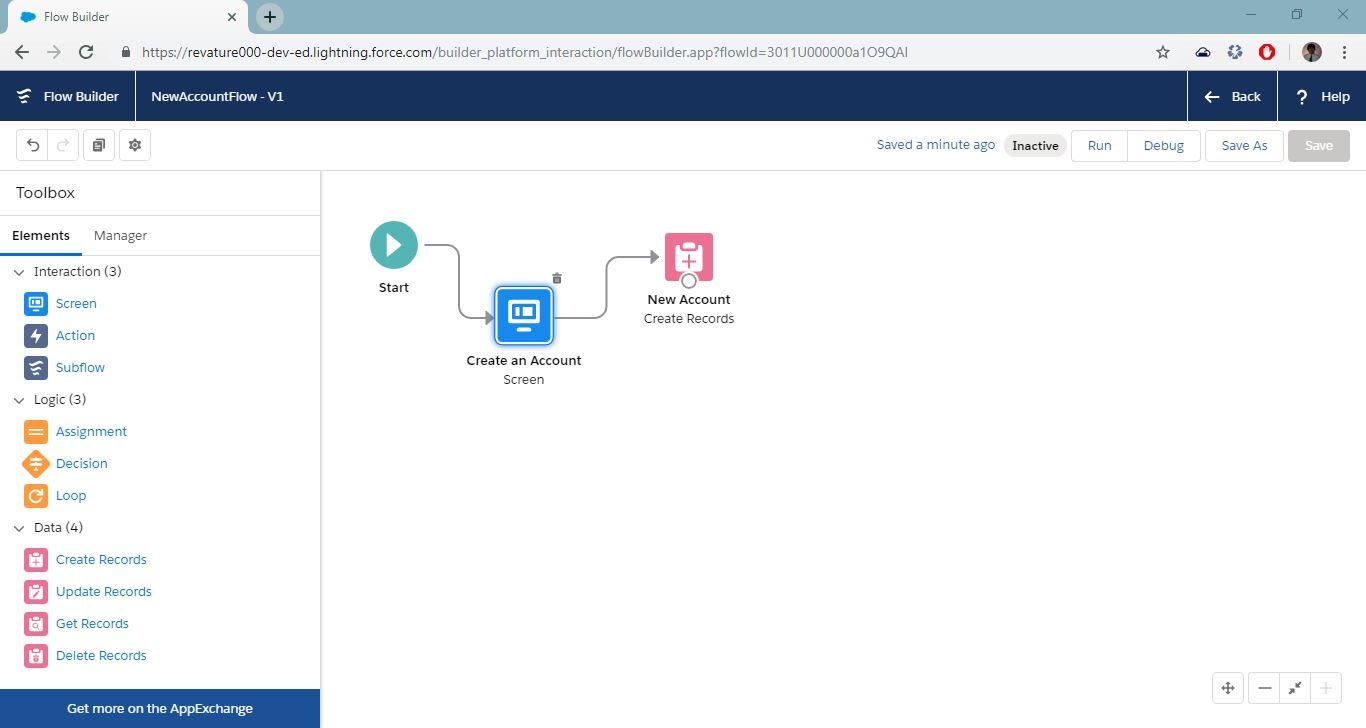 Flow Builder
https://revature000-dev-ed.lightning.force.com/builder_platform_interaction/flowBuilder.app?flowId=3011U000000a1O9QAI
Flow Builder
NewAccountFlow - V1
Back
? Help
Saved a minute ago
Inactive
Run
Debug
Save As
Save
Toolbox
Elements
Manager
Interaction (3)
Screen
Action
Subflow
Logic (3)
Assignment
Decision
Loop
Data (4)
Create Records
Update Records
Get Records
Delete Records
Get more on the AppExchange
Start
Create an Account
Screen
New Account
Create Records